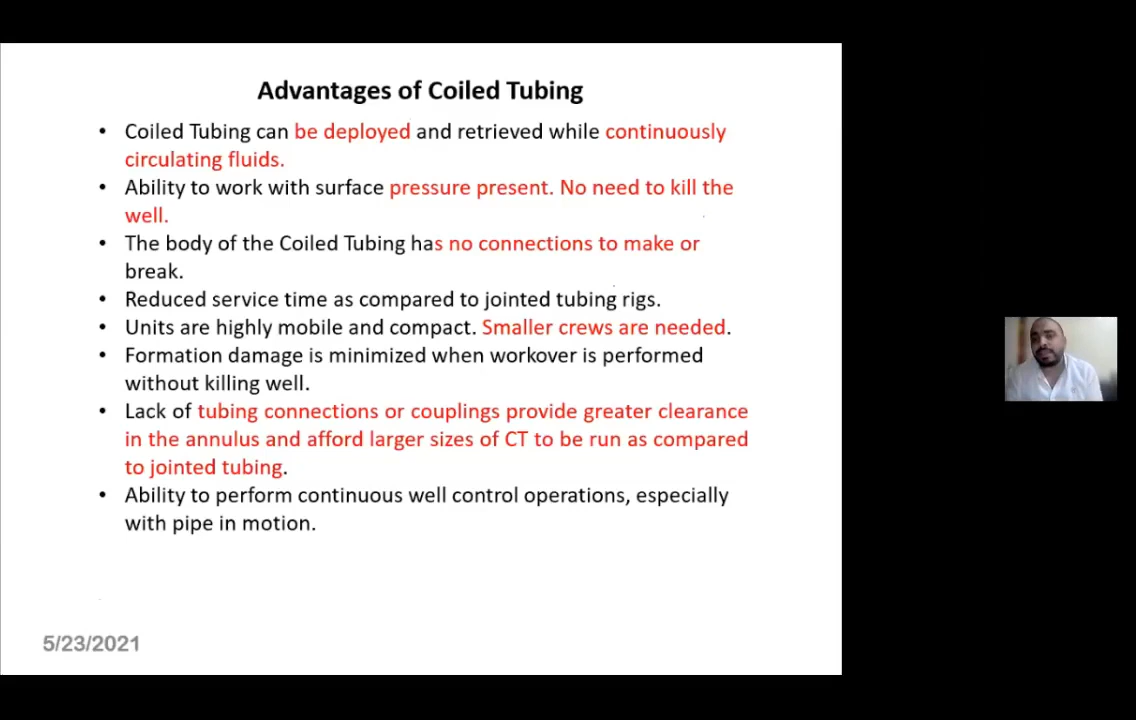 Advantages of Coiled Tubing
• Coiled Tubing can be deployed and retrieved while continuously
circulating fluids.
• Ability to work with surface pressure present. No need to kill the
well.
• The body of the Coiled Tubing has no connections to make or
break.
• Reduced service time as compared to jointed tubing rigs.
• Units are highly mobile and compact. Smaller crews are needed.
• Formation damage is minimized when workover is performed
without killing well.
• Lack of tubing connections or couplings provide greater clearance
in the annulus and afford larger sizes of CT to be run as compared
to jointed tubing.
• Ability to perform continuous well control operations, especially
with pipe in motion.
5/23/2021